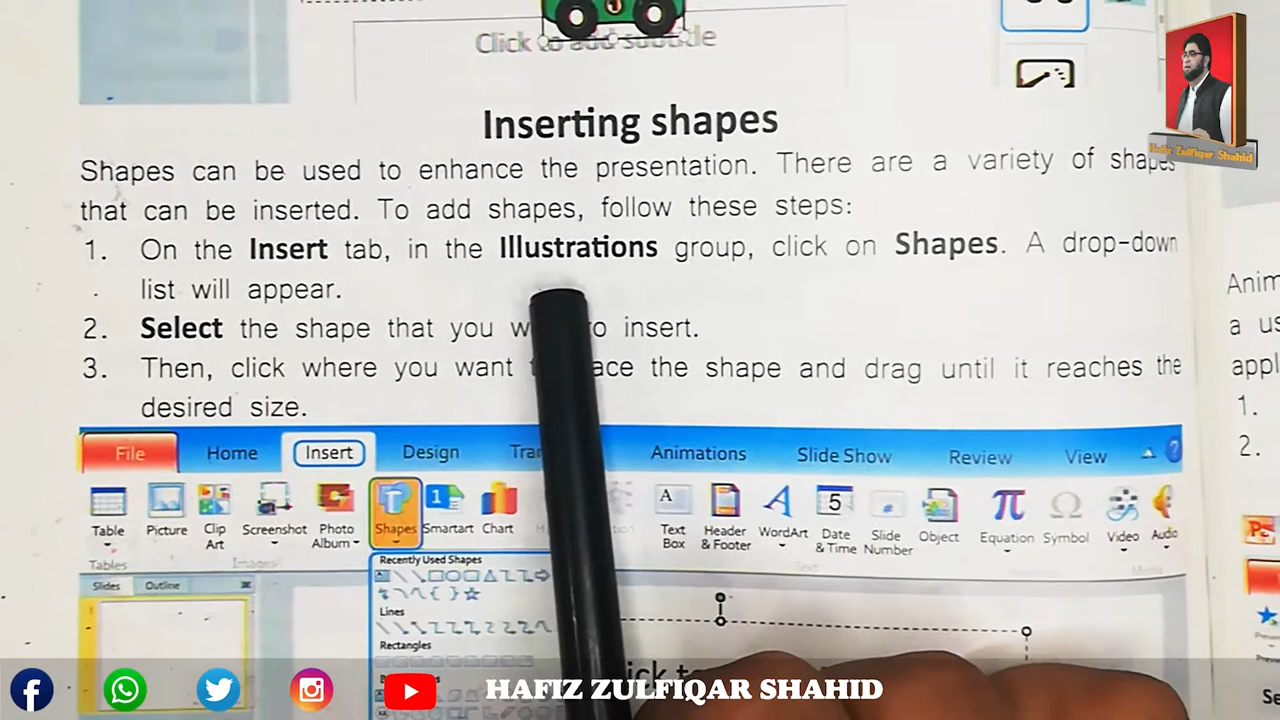 Click to add subtitle
Hafiz Zulfiqar Shahid
Inserting shapes
Shapes can be used to enhance the presentation. There are a variety of shapes
that can be inserted. To add shapes, follow these steps:
1. On the Insert tab, in the Illustrations group, click on Shapes. A drop-down
list will appear.
2. Select the shape that you to insert.
3. Then, click where you want the shape and drag until it reaches the
desired size.
File Home Insert Design Animations Slide Show Review View
Table Picture Clip Art Screenshot Photo Album Shapes Smartart Chart Text Box Header & Footer WordArt Date & Time Slide Number Object Equation Symbol Video Audio
Tables Images Text Media
Slides Outline
1
Recently Used Shapes
Lines
Rectangles
Anim
a us
appl
1.
2.
HAFIZ ZULFIQAR SHAHID